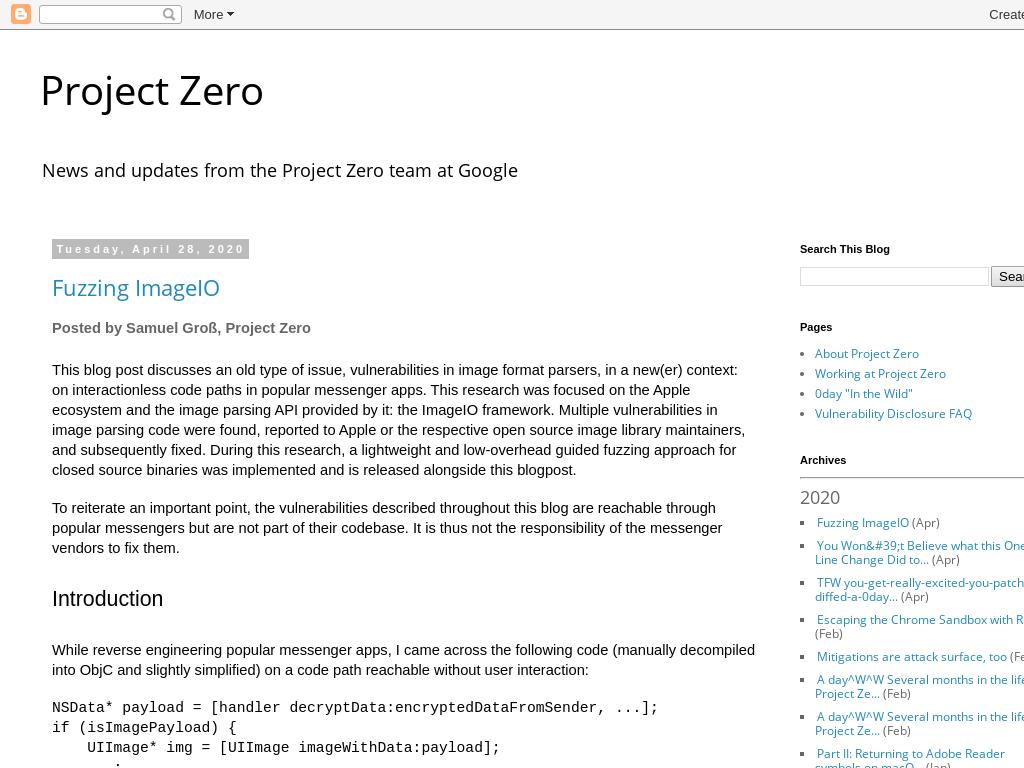 More
Create
Project Zero
News and updates from the Project Zero team at Google
Tuesday, April 28, 2020
Fuzzing ImageIO
Posted by Samuel Groß, Project Zero
This blog post discusses an old type of issue, vulnerabilities in image format parsers, in a new(er) context:
on interactionless code paths in popular messenger apps. This research was focused on the Apple
ecosystem and the image parsing API provided by it: the ImageIO framework. Multiple vulnerabilities in
image parsing code were found, reported to Apple or the respective open source image library maintainers,
and subsequently fixed. During this research, a lightweight and low-overhead guided fuzzing approach for
closed source binaries was implemented and is released alongside this blogpost.
To reiterate an important point, the vulnerabilities described throughout this blog are reachable through
popular messengers but are not part of their codebase. It is thus not the responsibility of the messenger
vendors to fix them.
Introduction
While reverse engineering popular messenger apps, I came across the following code (manually decompiled
into ObjC and slightly simplified) on a code path reachable without user interaction:
NSData* payload = [handler decryptData:encryptedDataFromSender, ...];
if (isImagePayload) {
UIImage* img = [UIImage imageWithData:payload];
Search This Blog
Sear
Pages
About Project Zero
Working at Project Zero
0day "In the Wild"
Vulnerability Disclosure FAQ
Archives
2020
Fuzzing ImageIO (Apr)
You Won&#39;t Believe what this One
Line Change Did to... (Apr)
TFW you-get-really-excited-you-patch
diffed-a-0day... (Apr)
Escaping the Chrome Sandbox with R
(Feb)
Mitigations are attack surface, too (Fe
A day^W^W Several months in the life
Project Ze... (Feb)
A day^W^W Several months in the life
Project Ze... (Feb)
Part II: Returning to Adobe Reader
symbols on macO... (Jan)